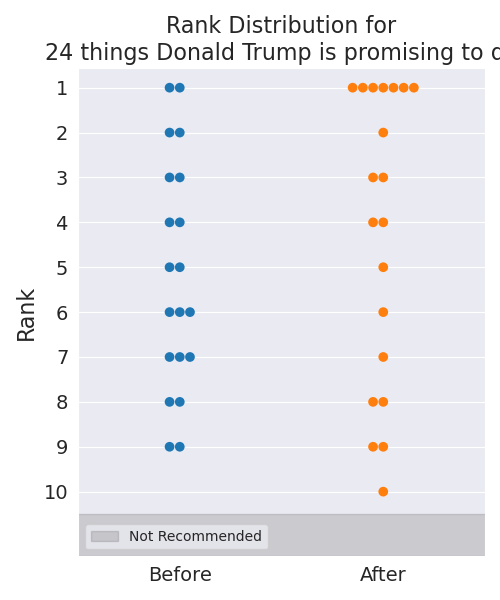 Rank Distribution for
24 things Donald Trump is promising to
1
2
3
4
5
6
7
8
9
10
Rank
Not Recommended
Before
After